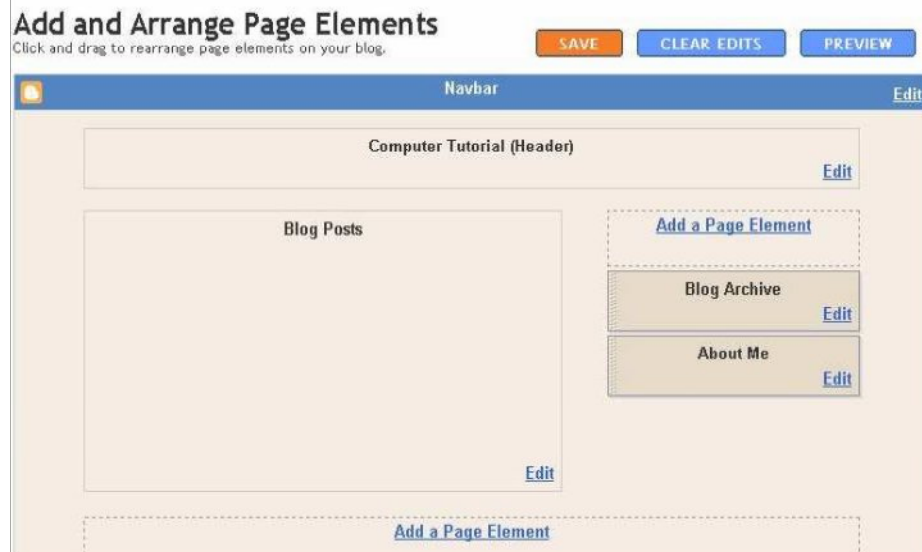 Add and Arrange Page Elements
Click and drag to rearrange page elements on your blog.
SAVE
CLEAR EDITS
PREVIEW
Navbar
Edit
Computer Tutorial (Header)
Edit
Blog Posts
Edit
Add a Page Element
Blog Archive
Edit
About Me
Edit
Add a Page Element